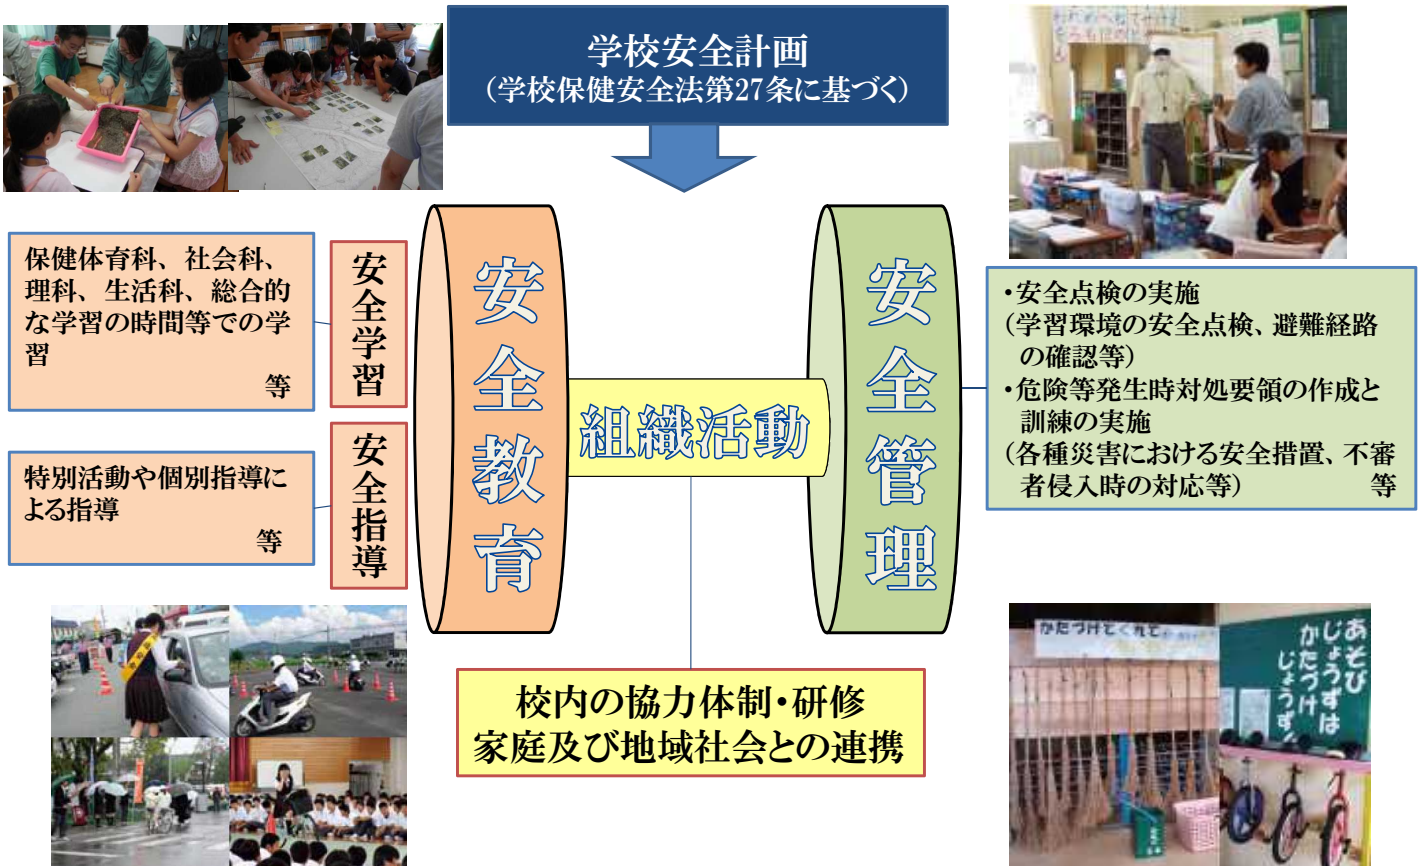 学校安全計画
（学校保健安全法第27条に基づく）
保健体育科、社会科、
理科、生活科、総合的
な学習の時間等での学
習
等
安全学習
特別活動や個別指導に
よる指導
等
安全指導
安全教育
組織活動
安全管理
・安全点検の実施
（学習環境の安全点検、避難経路
の確認等）
・危険等発生時対処要領の作成と
訓練の実施
（各種災害における安全措置、不審
者侵入時の対応等）　等
校内の協力体制・研修
家庭及び地域社会との連携
かたづけてくれて
あそび
じょうずは
かたづけ
じょうず！